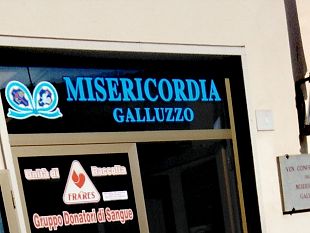 MISERICORDIA
GALLUZZO
Unità di Raccolta
FRATRES
Gruppo Donatori di Sangue